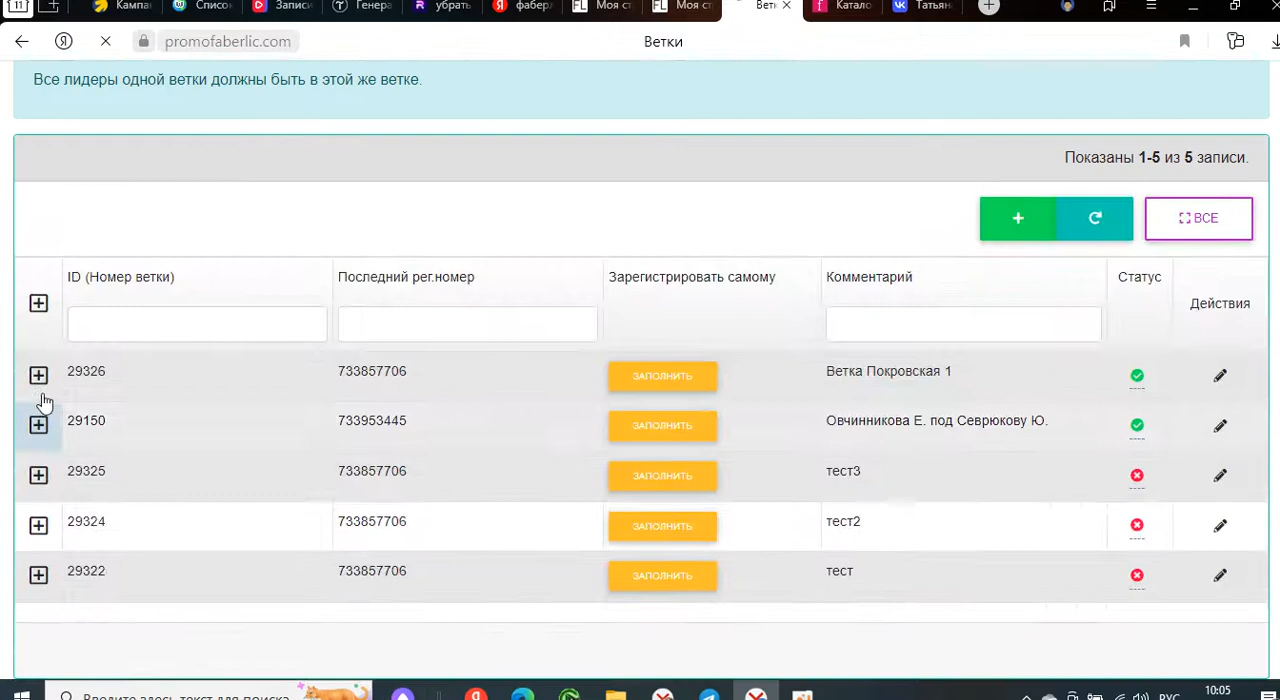 11 Кампан Списо Записи Генера убрать фаберл Моя ст Моя ст Ветк Катало Татьян
promofaberlic.com Ветки
Все лидеры одной ветки должны быть в этой же ветке.
Показаны 1-5 из 5 записи.
ВСЕ
ID (Номер ветки) Последний рег.номер Зарегистрировать самому Комментарий Статус
Действия
29326 733857706 ЗАПОЛНИТЬ Ветка Покровская 1
29150 733953445 ЗАПОЛНИТЬ Овчинникова Е. под Севрюкову Ю.
29325 733857706 ЗАПОЛНИТЬ тест3
29324 733857706 ЗАПОЛНИТЬ тест2
29322 733857706 ЗАПОЛНИТЬ тест
Введите здесь текст для поиска РУС 10:05